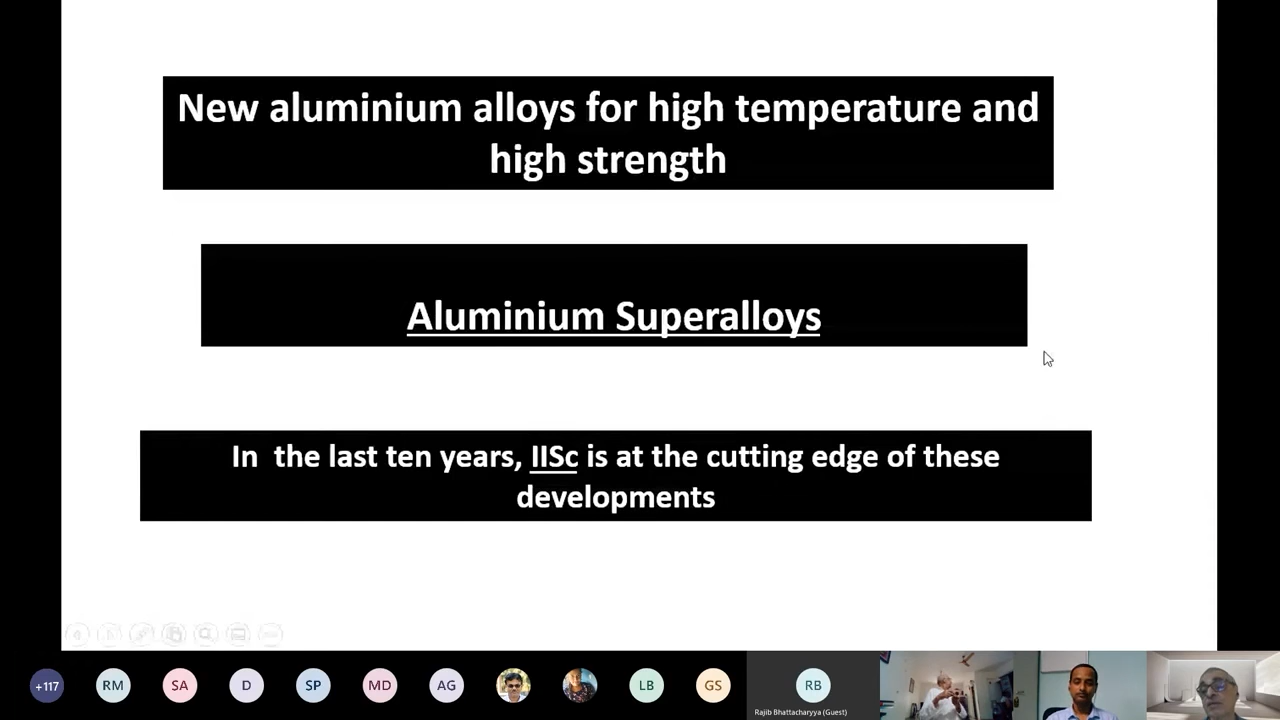 New aluminium alloys for high temperature and
high strength
Aluminium Superalloys
In the last ten years, IISc is at the cutting edge of these
developments
+117
RM
SA
D
SP
MD
AG
LB
GS
RB
Rajib Bhattacharyya (Guest)